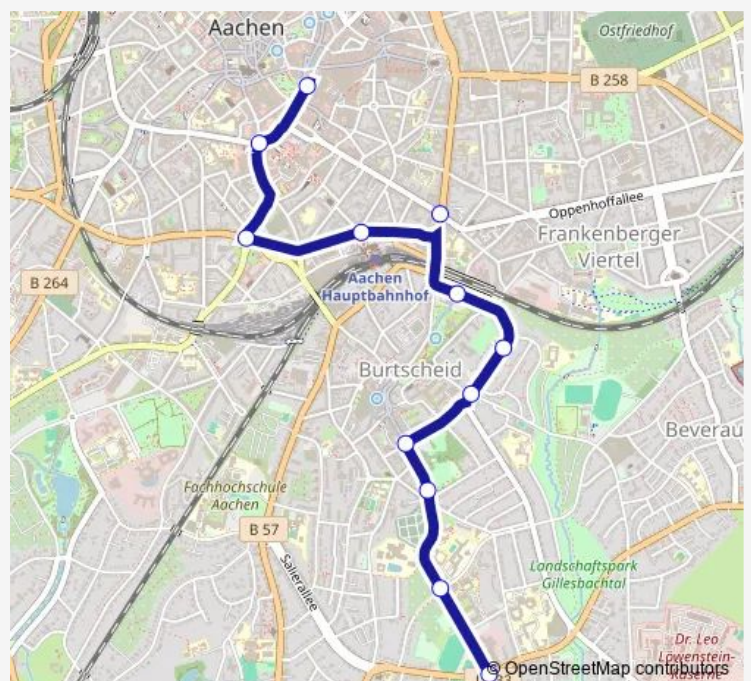 Aachen
Ostfriedhof
B 258
Oppenhoffallee
Frankenberger
Viertel
B 264
Aachen
Hauptbahnhof
Burtscheid
Beverau
Fachhochschule
Aachen
B 57
Salierallee
Landschaftspark
Gillesbachtal
Dr. Leo
Löwenstein-
Kaserne
© OpenStreetMap contributors